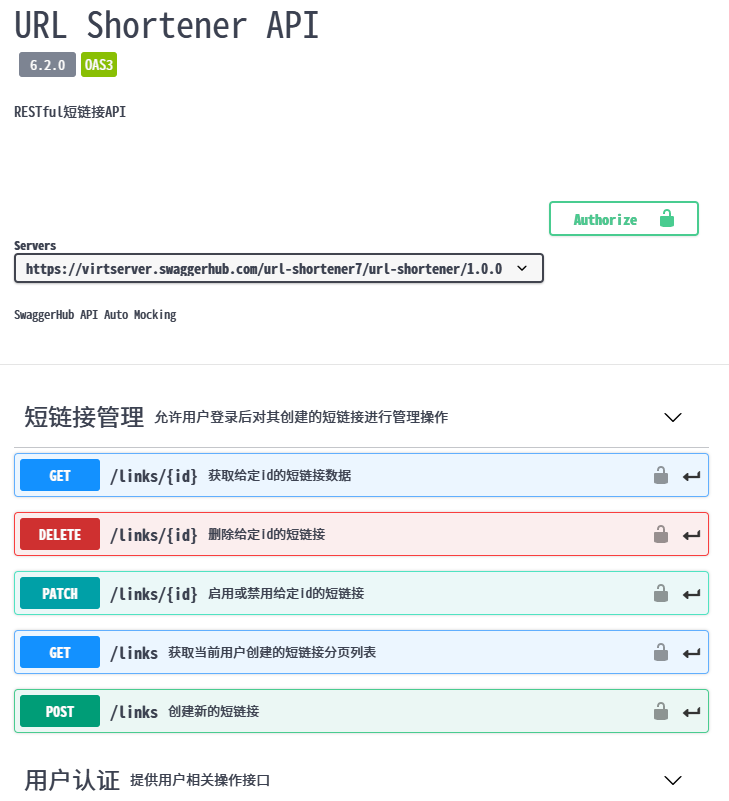 URL Shortener API
6.2.0 OAS3
RESTful短链接API
Authorize
Servers
https://virtserver.swaggerhub.com/url-shortener7/url-shortener/1.0.0
SwaggerHub API Auto Mocking
短链接管理 允许用户登录后对其创建的短链接进行管理操作
GET /links/{id} 获取给定id的短链接数据
DELETE /links/{id} 删除给定id的短链接
PATCH /links/{id} 启用或禁用给定id的短链接
GET /links 获取当前用户创建的短链接分页列表
POST /links 创建新的短链接
用户认证 提供用户相关操作接口